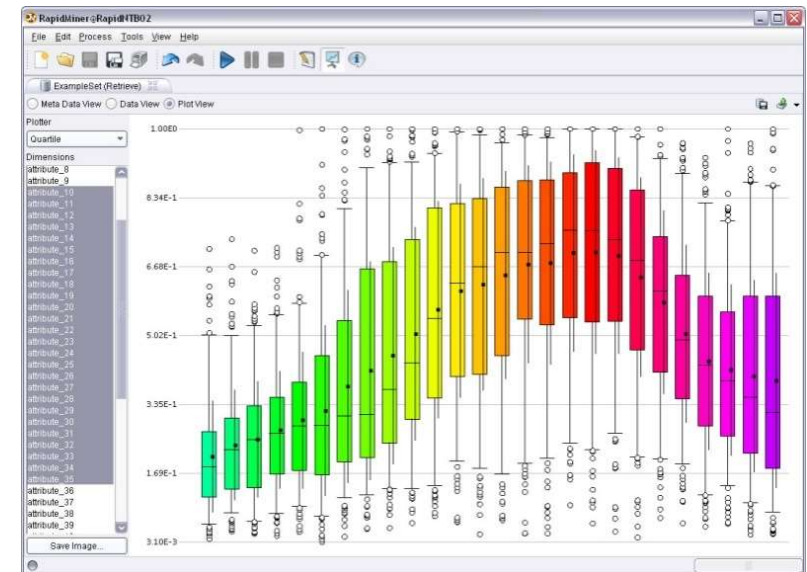 RapidMiner@RapidNTB02
File Edit Process Tools View Help
ExampleSet (Retrieve)
Meta Data View Data View Plot View
Plotter
Quartile
Dimensions
attribute_8
attribute_9
attribute_10
attribute_11
attribute_12
attribute_13
attribute_14
attribute_15
attribute_16
attribute_17
attribute_18
attribute_19
attribute_20
attribute_21
attribute_22
attribute_23
attribute_24
attribute_25
attribute_26
attribute_27
attribute_28
attribute_29
attribute_30
attribute_31
attribute_32
attribute_33
attribute_34
attribute_35
attribute_36
attribute_37
attribute_38
attribute_39
Save Image...
1.00E0
8.34E-1
6.68E-1
5.02E-1
3.35E-1
1.69E-1
3.10E-3